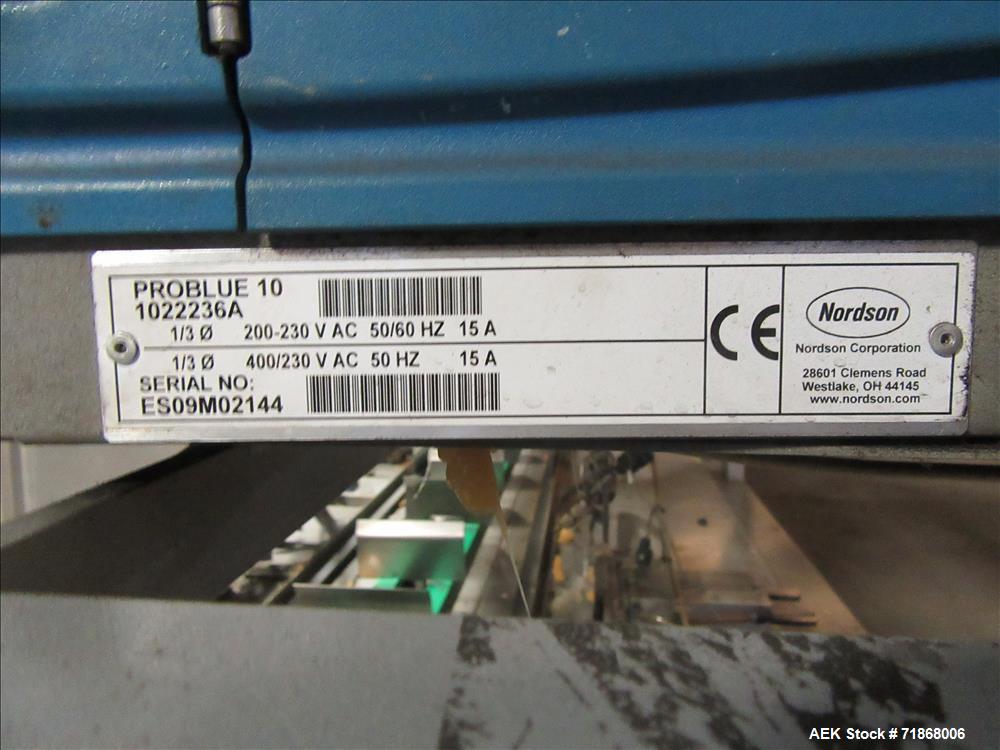 PROBLUE 10
1022236A
1/3 Ø 200-230 V AC 50/60 HZ 15 A
1/3 Ø 400/230 V AC 50 HZ 15 A
SERIAL NO:
ES09M02144
CE
Nordson
Nordson Corporation
28601 Clemens Road
Westlake, OH 44145
www.nordson.com
AEK Stock #71868006